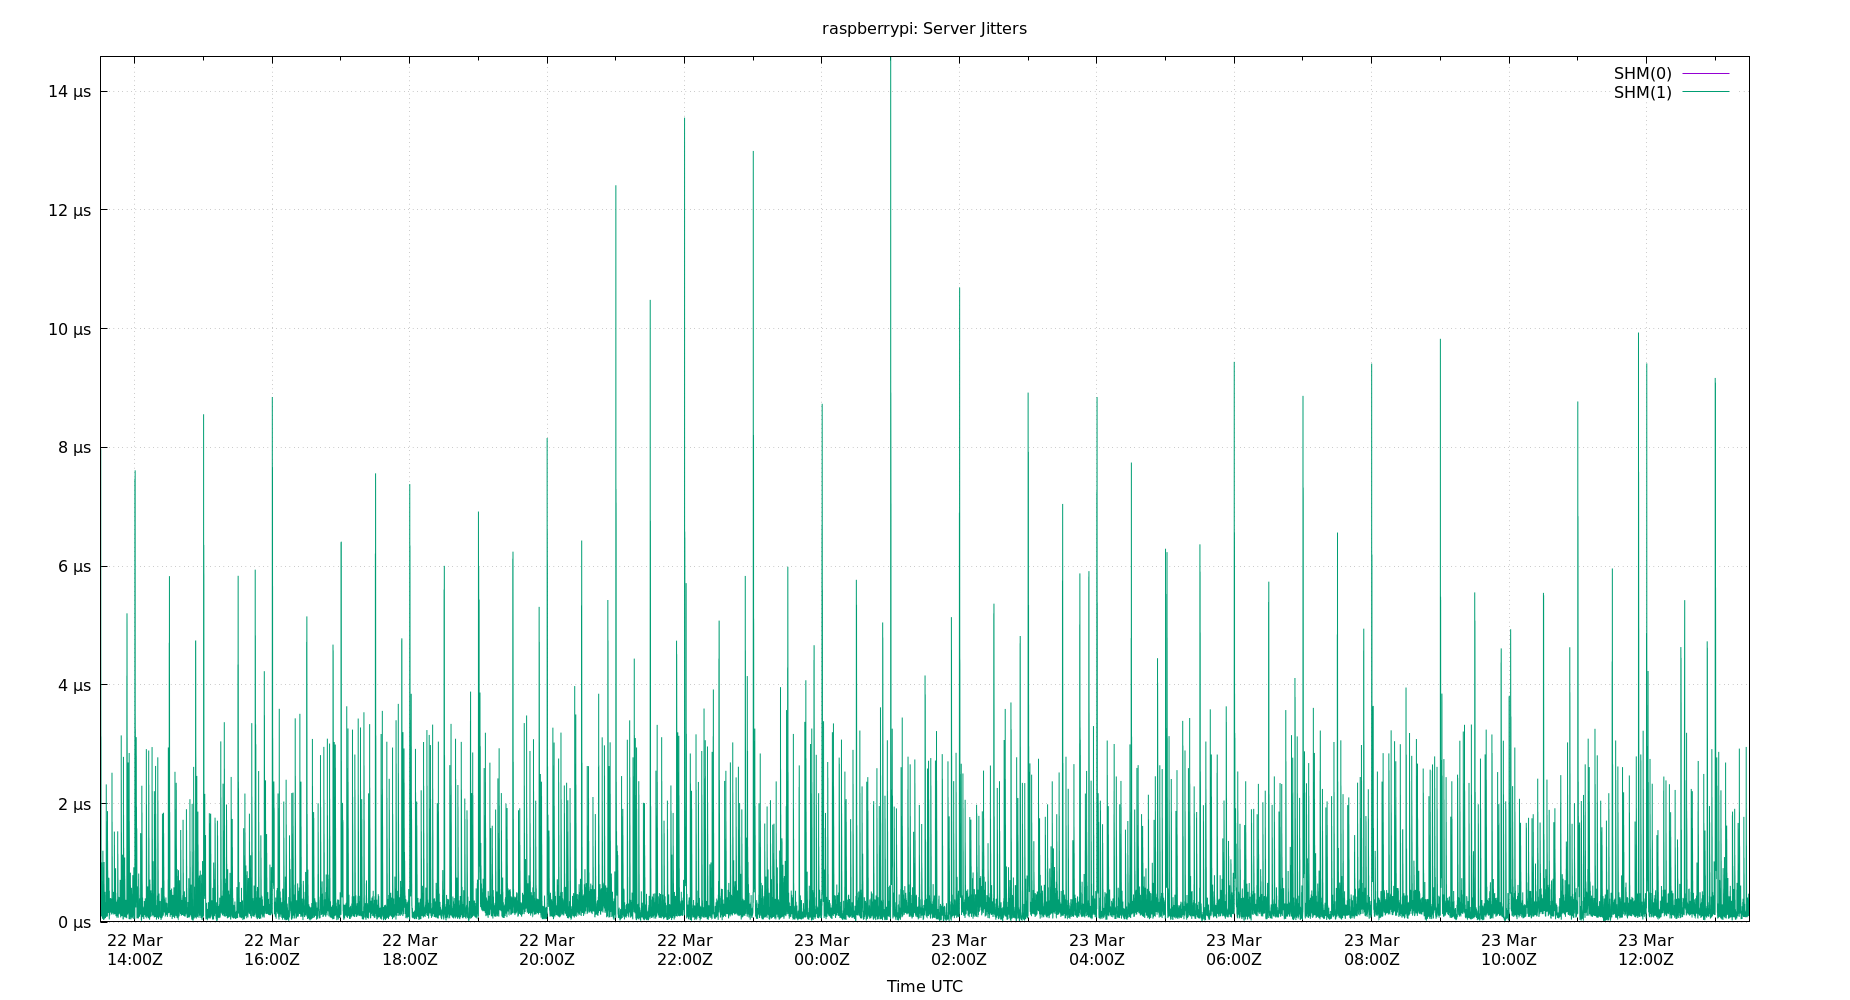 raspberrypi: Server Jitters
SHM(0)
SHM(1)
14 µs
12 µs
10 µs
8 µs
6 µs
4 µs
2 µs
0 µs
22 Mar 22 Mar 22 Mar 22 Mar 22 Mar 23 Mar 23 Mar 23 Mar 23 Mar 23 Mar 23 Mar 23 Mar
14:00Z 16:00Z 18:00Z 20:00Z 22:00Z 00:00Z 02:00Z 04:00Z 06:00Z 08:00Z 10:00Z 12:00Z
Time UTC